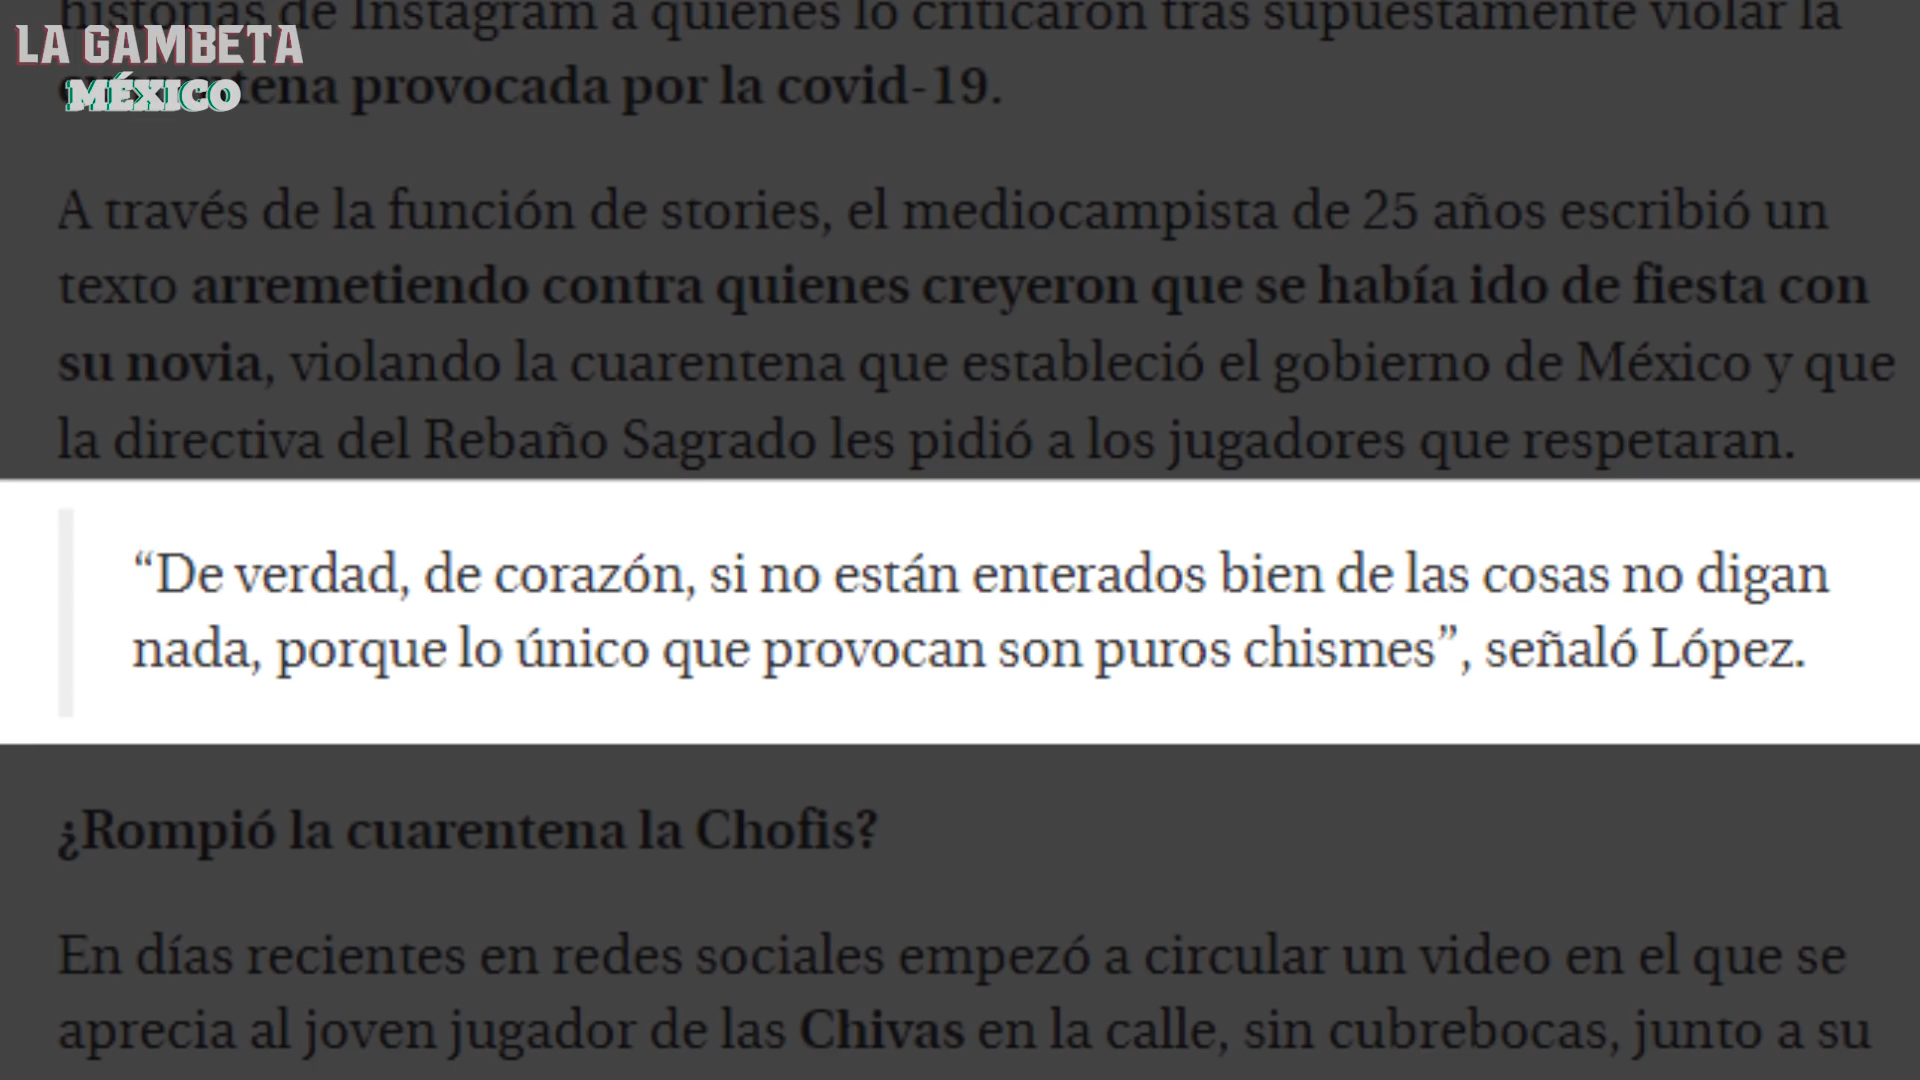 historias de Instagram a quienes lo criticaron tras supuestamente violar la
LA GAMBETA
MÉXICO
provocada por la covid-19.
A través de la función de stories, el mediocampista de 25 años escribió un
texto arremetiendo contra quienes creyeron que se había ido de fiesta con
su novia, violando la cuarentena que estableció el gobierno de México y que
la directiva del Rebaño Sagrado les pidió a los jugadores que respetaran.
“De verdad, de corazón, si no están enterados bien de las cosas no digan
nada, porque lo único que provocan son puros chismes”, señaló López.
¿Rompió la cuarentena la Chofis?
En días recientes en redes sociales empezó a circular un video en el que se
aprecia al joven jugador de las Chivas en la calle, sin cubrebocas, junto a su